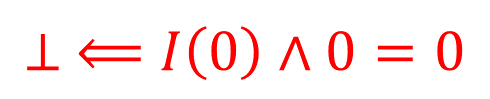 ⊥ ⟸ I(0) ∧ 0 = 0